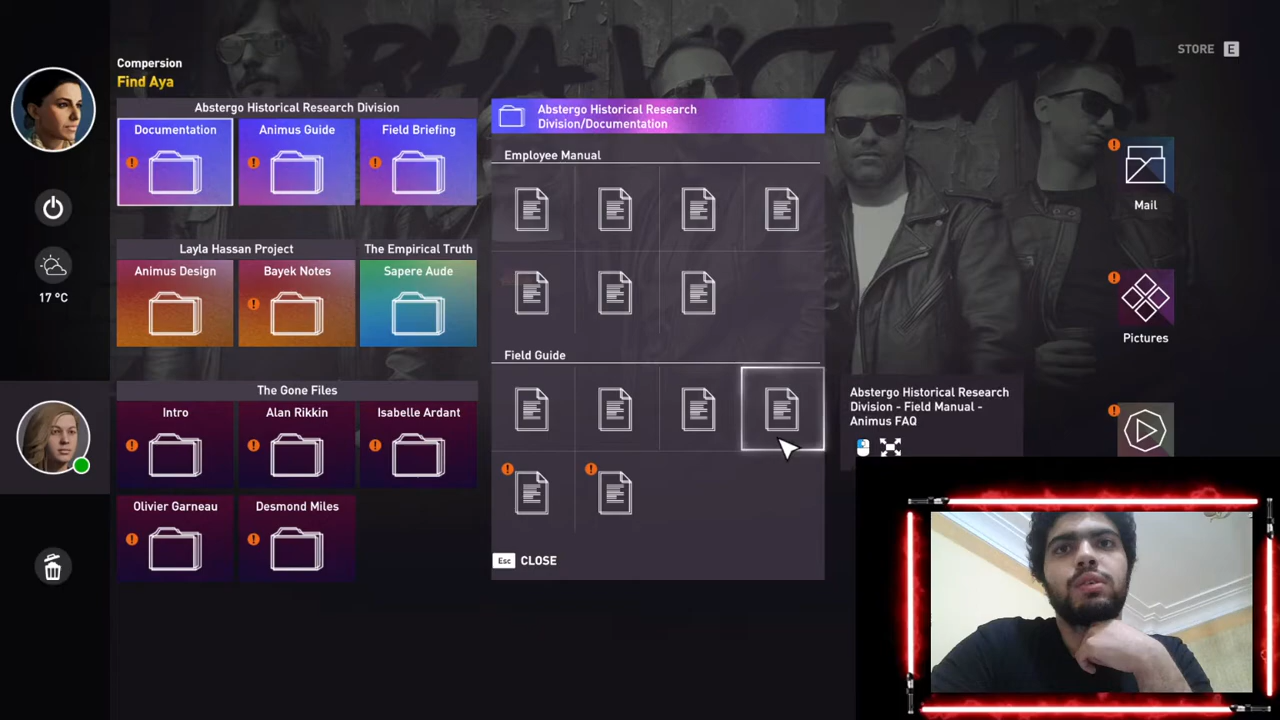 STORE E
Compersion
Find Aya
Abstergo Historical Research Division
Documentation
Animus Guide
Field Briefing
Layla Hassan Project
The Empirical Truth
Animus Design
Bayek Notes
Sapere Aude
The Gone Files
Intro
Alan Rikkin
Isabelle Ardant
Olivier Garneau
Desmond Miles
17 °C
Abstergo Historical Research
Division/Documentation
Employee Manual
Field Guide
Esc CLOSE
Abstergo Historical Research
Division - Field Manual -
Animus FAQ
Mail
Pictures